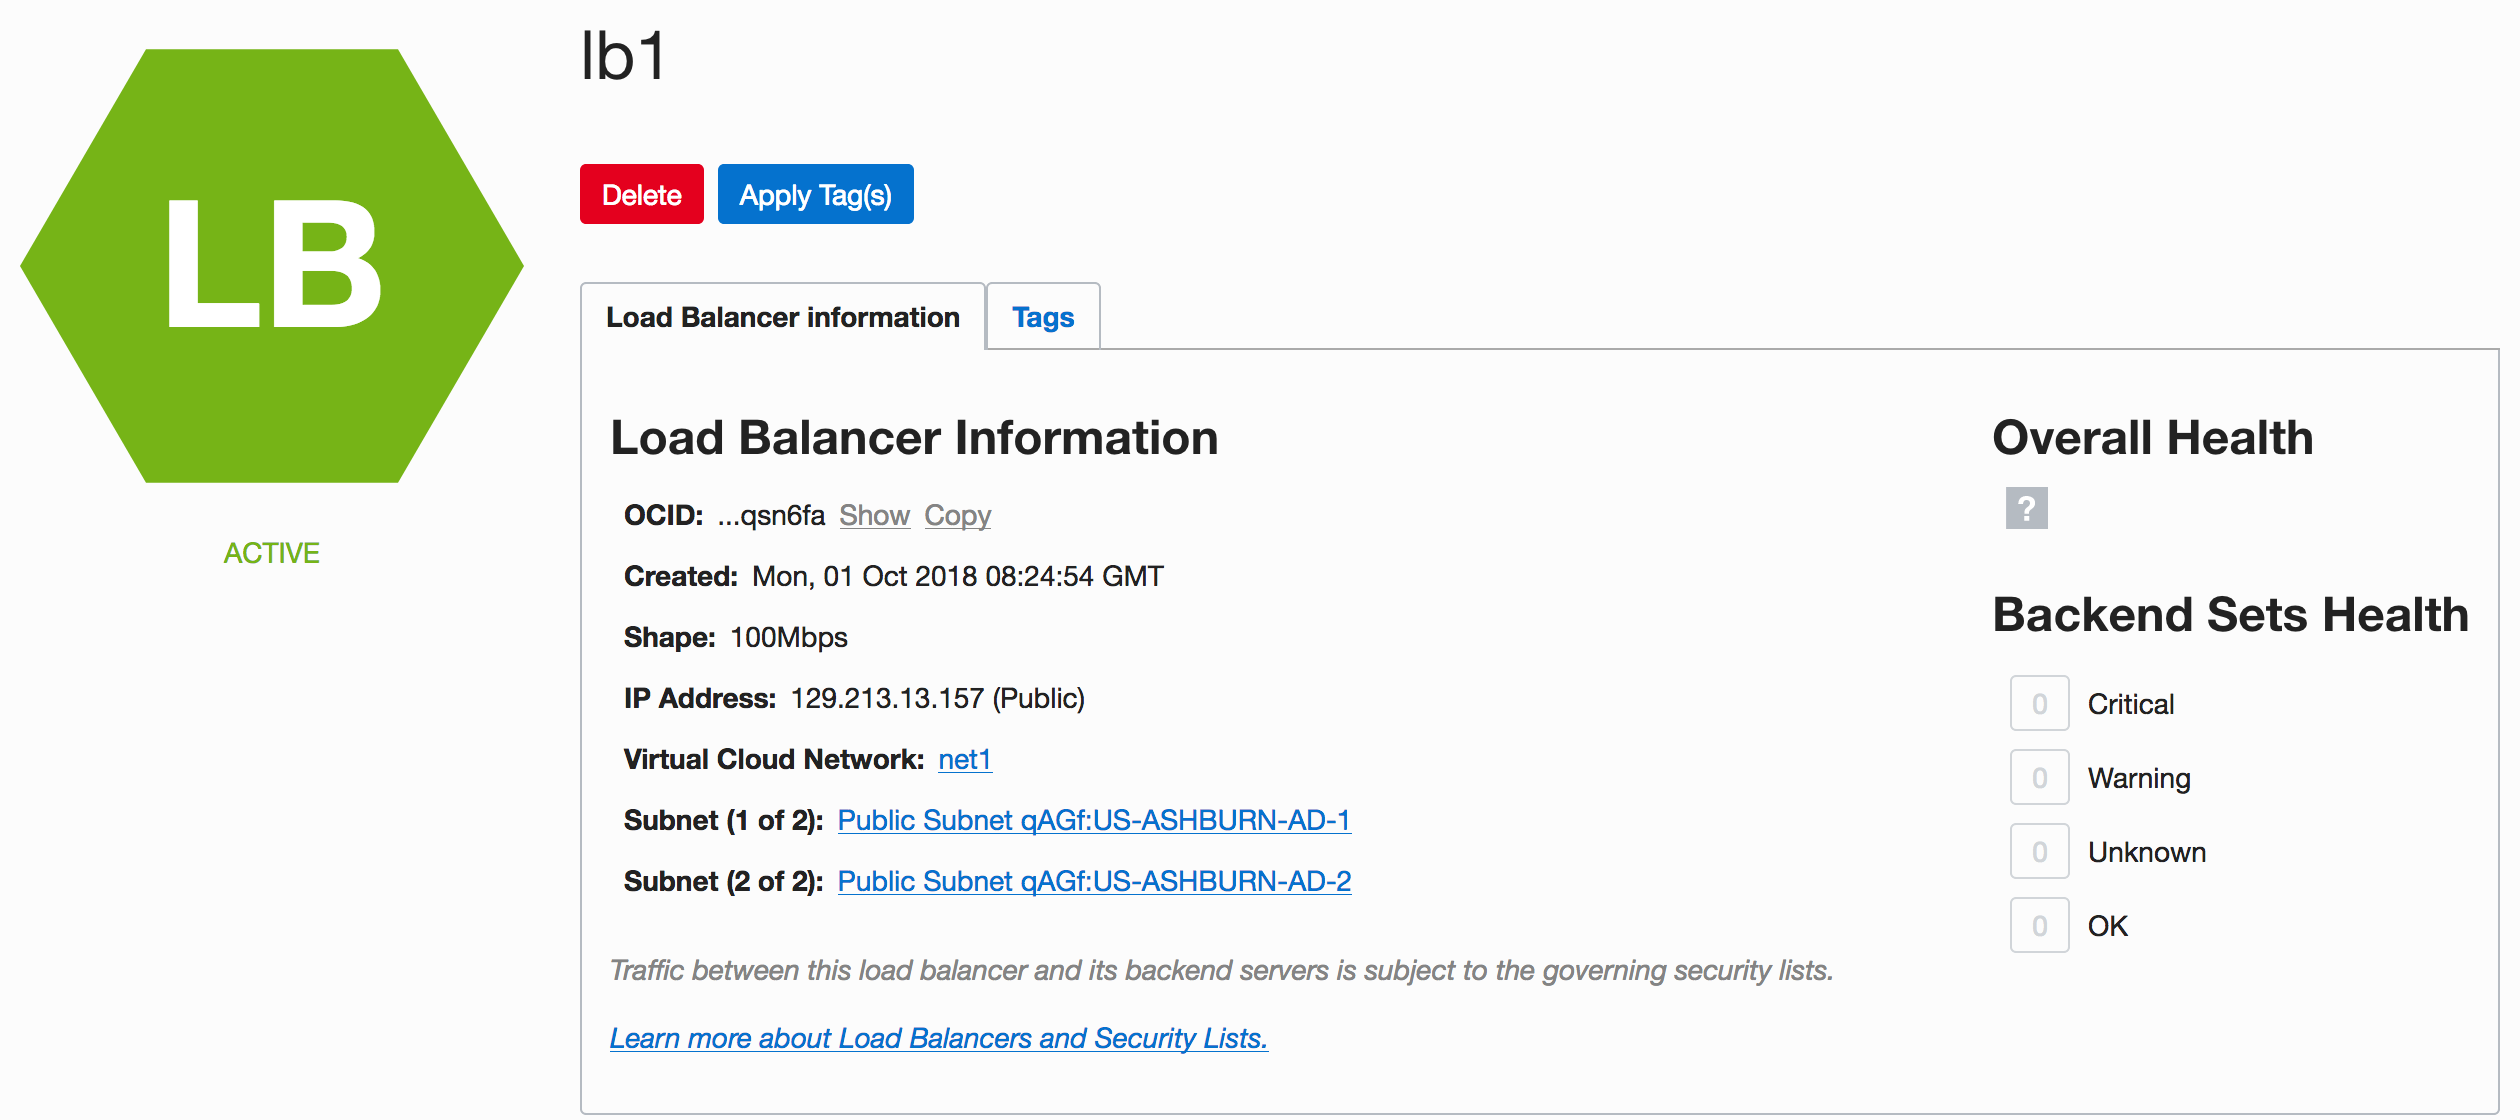 lb1
LB
ACTIVE
Delete Apply Tag(s)
Load Balancer information Tags
Load Balancer Information
OCID: ...qsn6fa Show Copy
Created: Mon, 01 Oct 2018 08:24:54 GMT
Shape: 100Mbps
IP Address: 129.213.13.157 (Public)
Virtual Cloud Network: net1
Subnet (1 of 2): Public Subnet qAGf:US-ASHBURN-AD-1
Subnet (2 of 2): Public Subnet qAGf:US-ASHBURN-AD-2
Traffic between this load balancer and its backend servers is subject to the governing security lists.
Learn more about Load Balancers and Security Lists.
Overall Health
?
Backend Sets Health
0 Critical
0 Warning
0 Unknown
0 OK